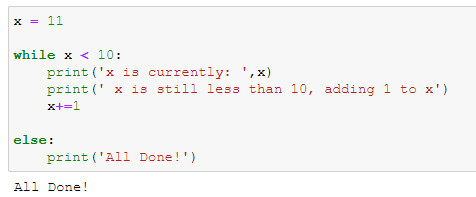 x = 11
while x < 10:
    print('x is currently: ',x)
    print(' x is still less than 10, adding 1 to x')
    x+=1
else:
    print('All Done!')
All Done!